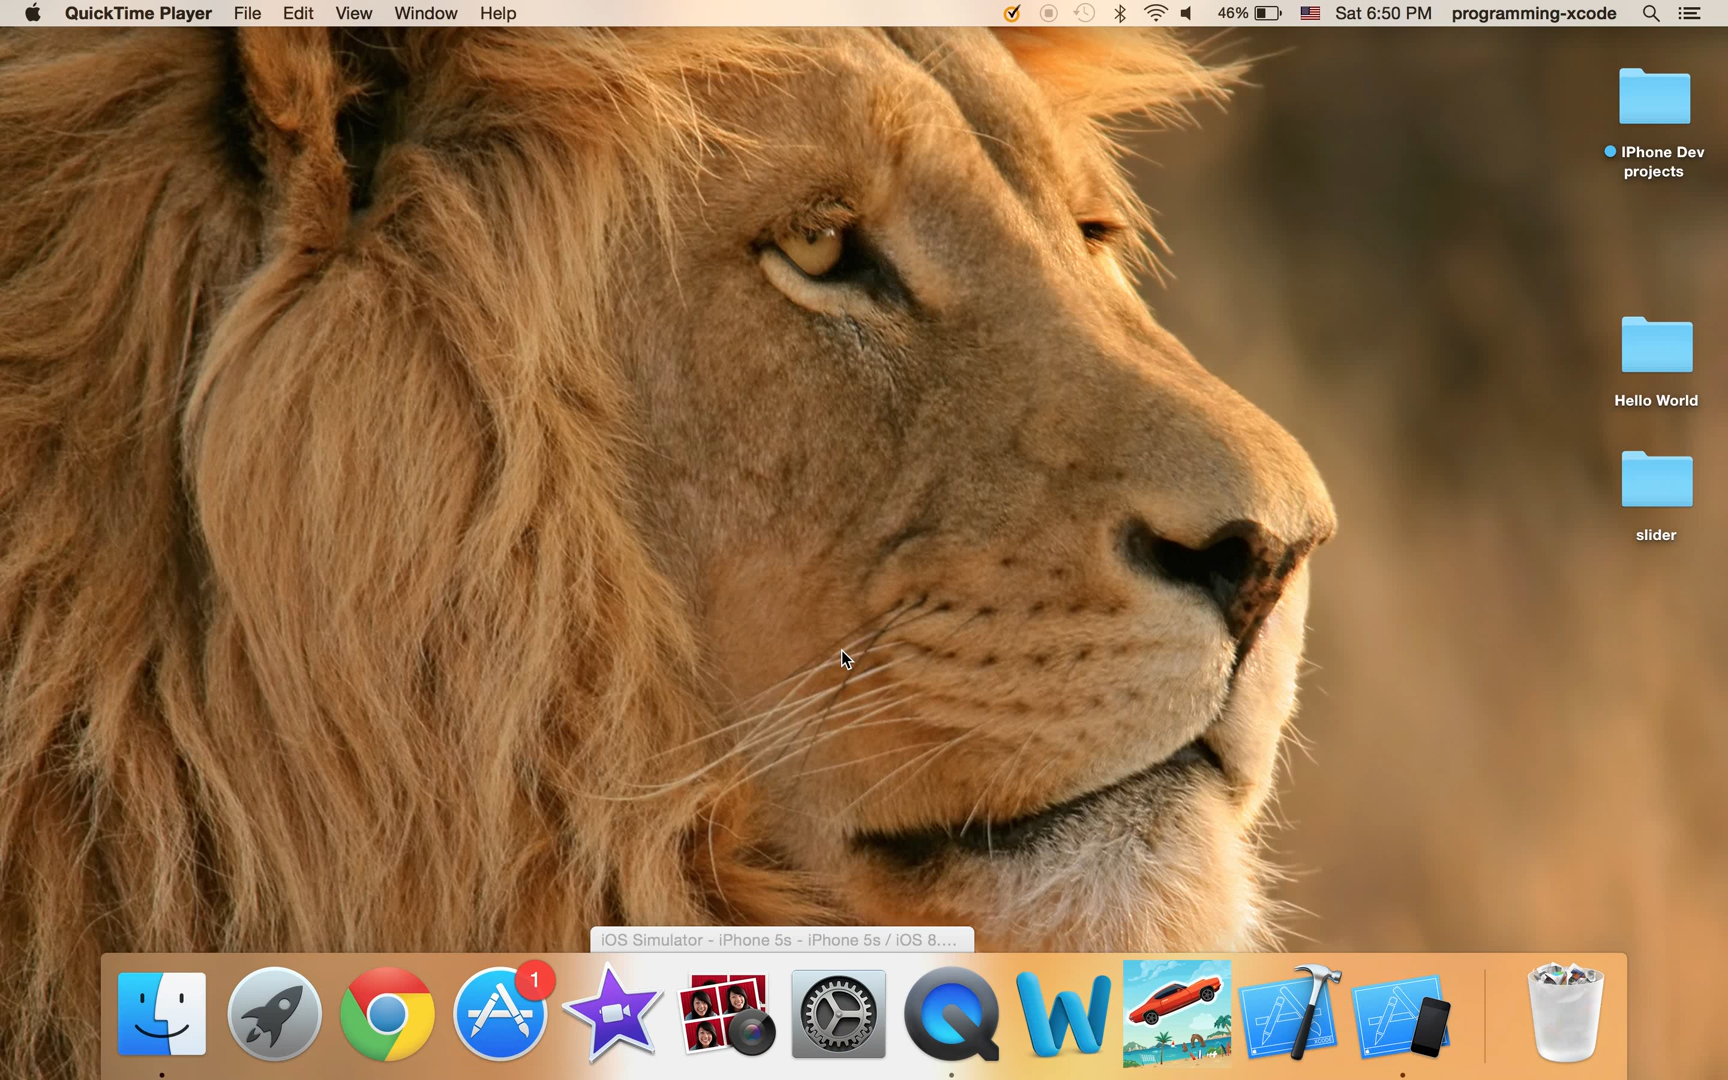 QuickTime Player File Edit View Window Help 46% Sat 6:50 PM programming-xcode
IPhone Dev
projects
Hello World
slider
iOS Simulator - iPhone 5s - iPhone 5s / iOS 8....
1